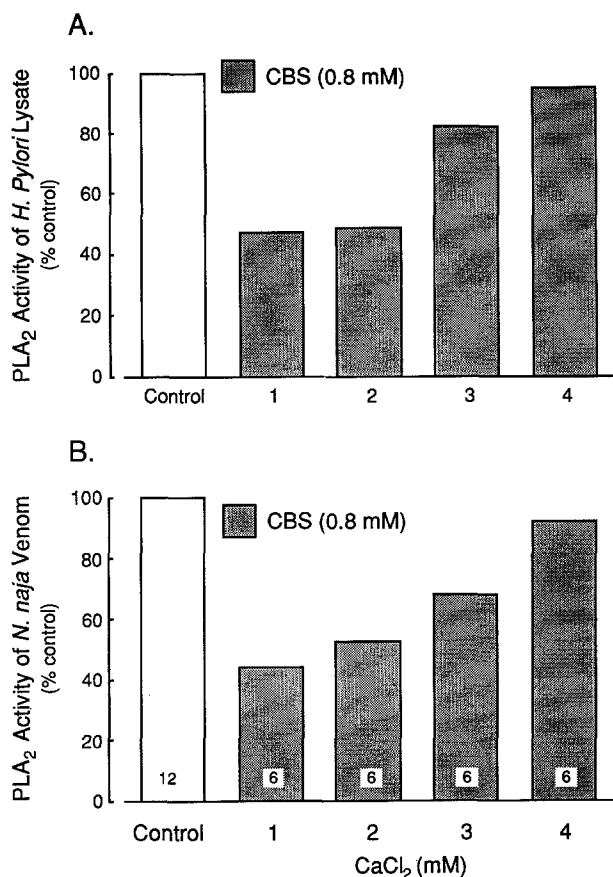 A.
CBS (0.8 mM)
PLA₂ Activity of H. Pylori Lysate
(% control)
100
80
60
40
20
0
Control 1 2 3 4
B.
CBS (0.8 mM)
PLA₂ Activity of N. naja Venom
(% control)
100
80
60
40
20
0
12 6 6 6 6
Control 1 2 3 4
CaCl₂ (mM)